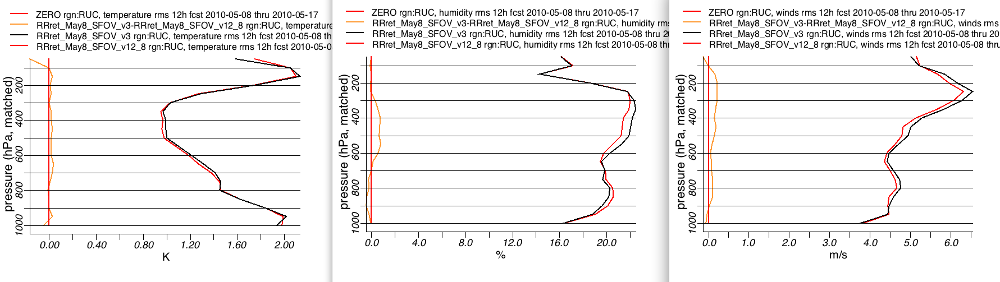 ZERO rgn:RUC, temperature rms 12h fcst 2010-05-08 thru 2010-05-17
RRret_May8_SFOV_v3-RRret_May8_SFOV_v12_8 rgn:RUC, temperature
RRret_May8_SFOV_v3 rgn:RUC, temperature rms 12h fcst 2010-05-08 th
RRret_May8_SFOV_v12_8 rgn:RUC, temperature rms 12h fcst 2010-05-0
pressure (hPa, matched)
200
400
600
800
1000
0.00 0.40 0.80 1.20 1.60 2.00
K
ZERO rgn:RUC, humidity rms 12h fcst 2010-05-08 thru 2010-05-17
RRret_May8_SFOV_v3-RRret_May8_SFOV_v12_8 rgn:RUC, humidity rms
RRret_May8_SFOV_v3 rgn:RUC, humidity rms 12h fcst 2010-05-08 thru 20
RRret_May8_SFOV_v12_8 rgn:RUC, humidity rms 12h fcst 2010-05-08 thr
pressure (hPa, matched)
200
400
600
800
1000
0.0 4.0 8.0 12.0 16.0 20.0
%
ZERO rgn:RUC, winds rms 12h fcst 2010-05-08 thru 2010-05-17
RRret_May8_SFOV_v3-RRret_May8_SFOV_v12_8 rgn:RUC, winds rms
RRret_May8_SFOV_v3 rgn:RUC, winds rms 12h fcst 2010-05-08 thru 20
RRret_May8_SFOV_v12_8 rgn:RUC, winds rms 12h fcst 2010-05-08 thru
pressure (hPa, matched)
200
400
600
800
1000
0.0 1.0 2.0 3.0 4.0 5.0 6.0
m/s